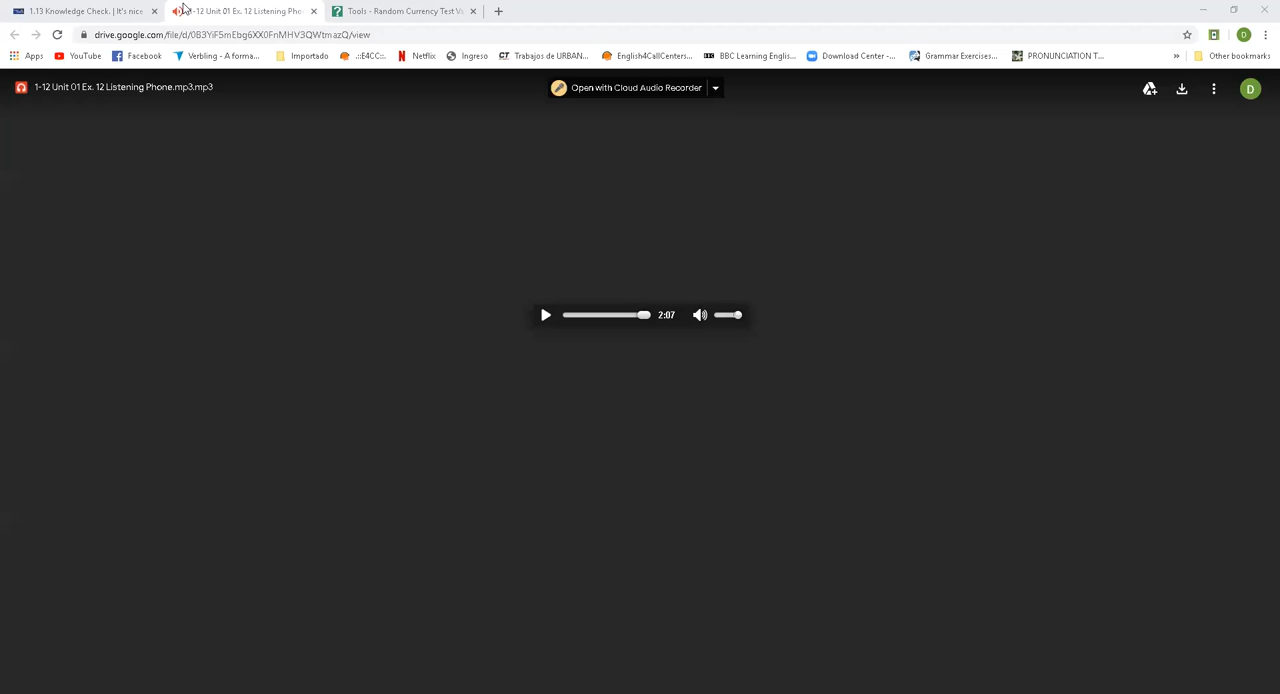 1.13 Knowledge Check. | It's nice
1-12 Unit 01 Ex. 12 Listening Pho
Tools - Random Currency Test
drive.google.com/file/d/0B3YiF5mEbg6XX0FnMHV3QWtmazQ/view
D
Apps YouTube Facebook Verbling - A forma... Importado .::E4CC::. Netflix Ingreso CT Trabajos de URBAN... English4CallCenters... BBC BBC Learning Englis... Download Center -... Grammar Exercises... PRONUNCIATION T... » Other bookmarks
1-12 Unit 01 Ex. 12 Listening Phone.mp3.mp3
Open with Cloud Audio Recorder
D
2:07